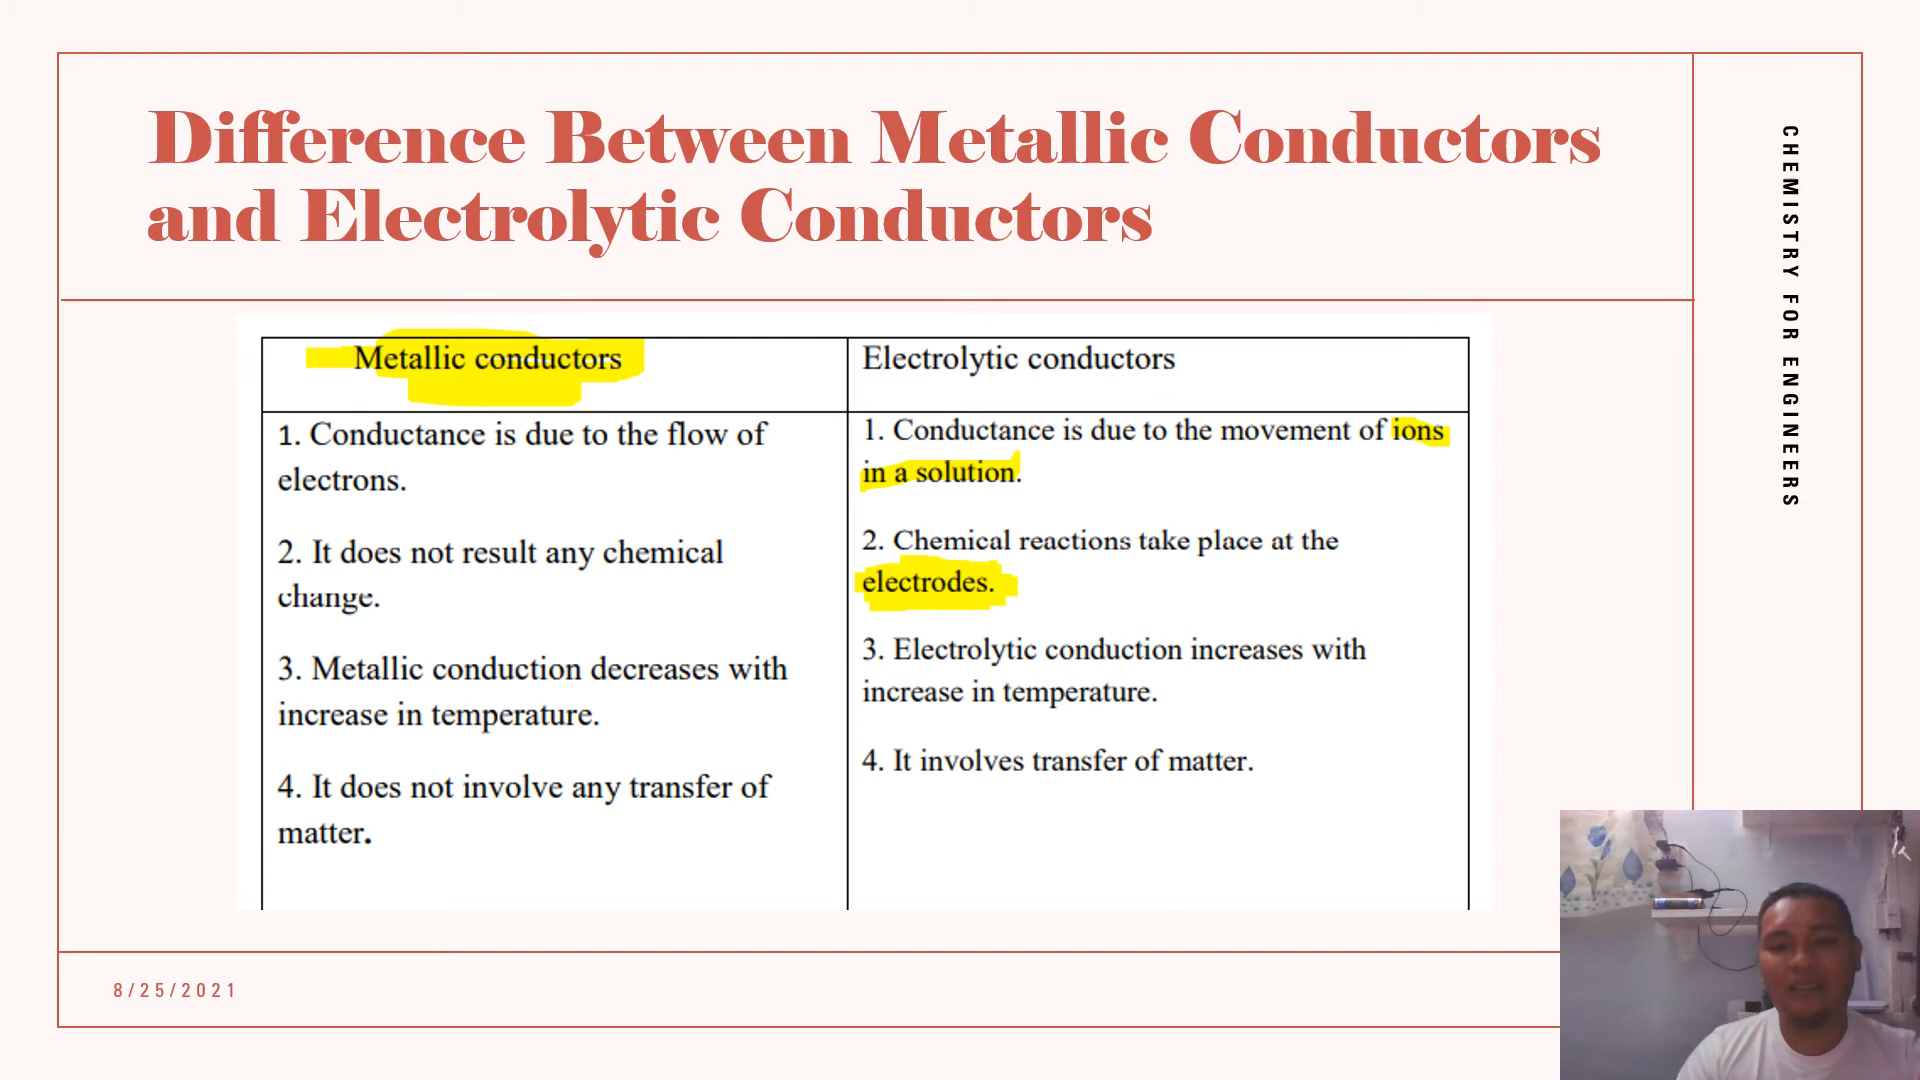 Difference Between Metallic Conductors
and Electrolytic Conductors
CHEMISTRY FOR ENGINEERS
Metallic conductors
Electrolytic conductors
1. Conductance is due to the flow of
electrons.
2. It does not result any chemical
change.
3. Metallic conduction decreases with
increase in temperature.
4. It does not involve any transfer of
matter.
1. Conductance is due to the movement of ions
in a solution.
2. Chemical reactions take place at the
electrodes.
3. Electrolytic conduction increases with
increase in temperature.
4. It involves transfer of matter.
8/25/2021